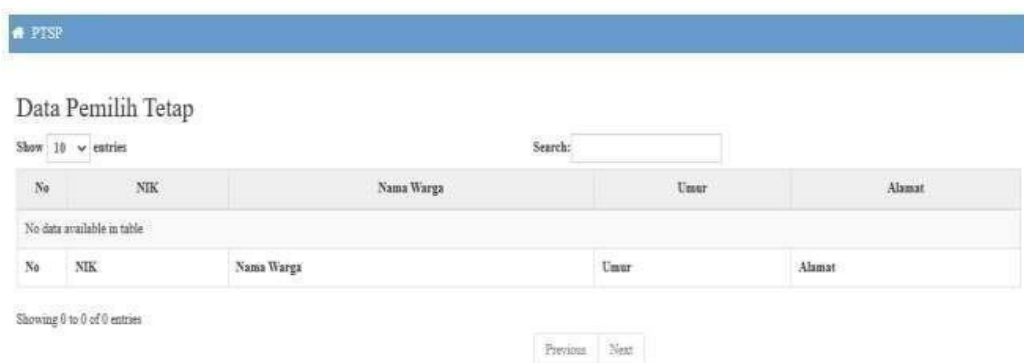 PTSP
Data Pemilih Tetap
Show 10 entries Search:
No NIK Nama Warga Umur Alamat
No data available in table
No NIK Nama Warga Umur Alamat
Showing 0 to 0 of 0 entries
Previous Next